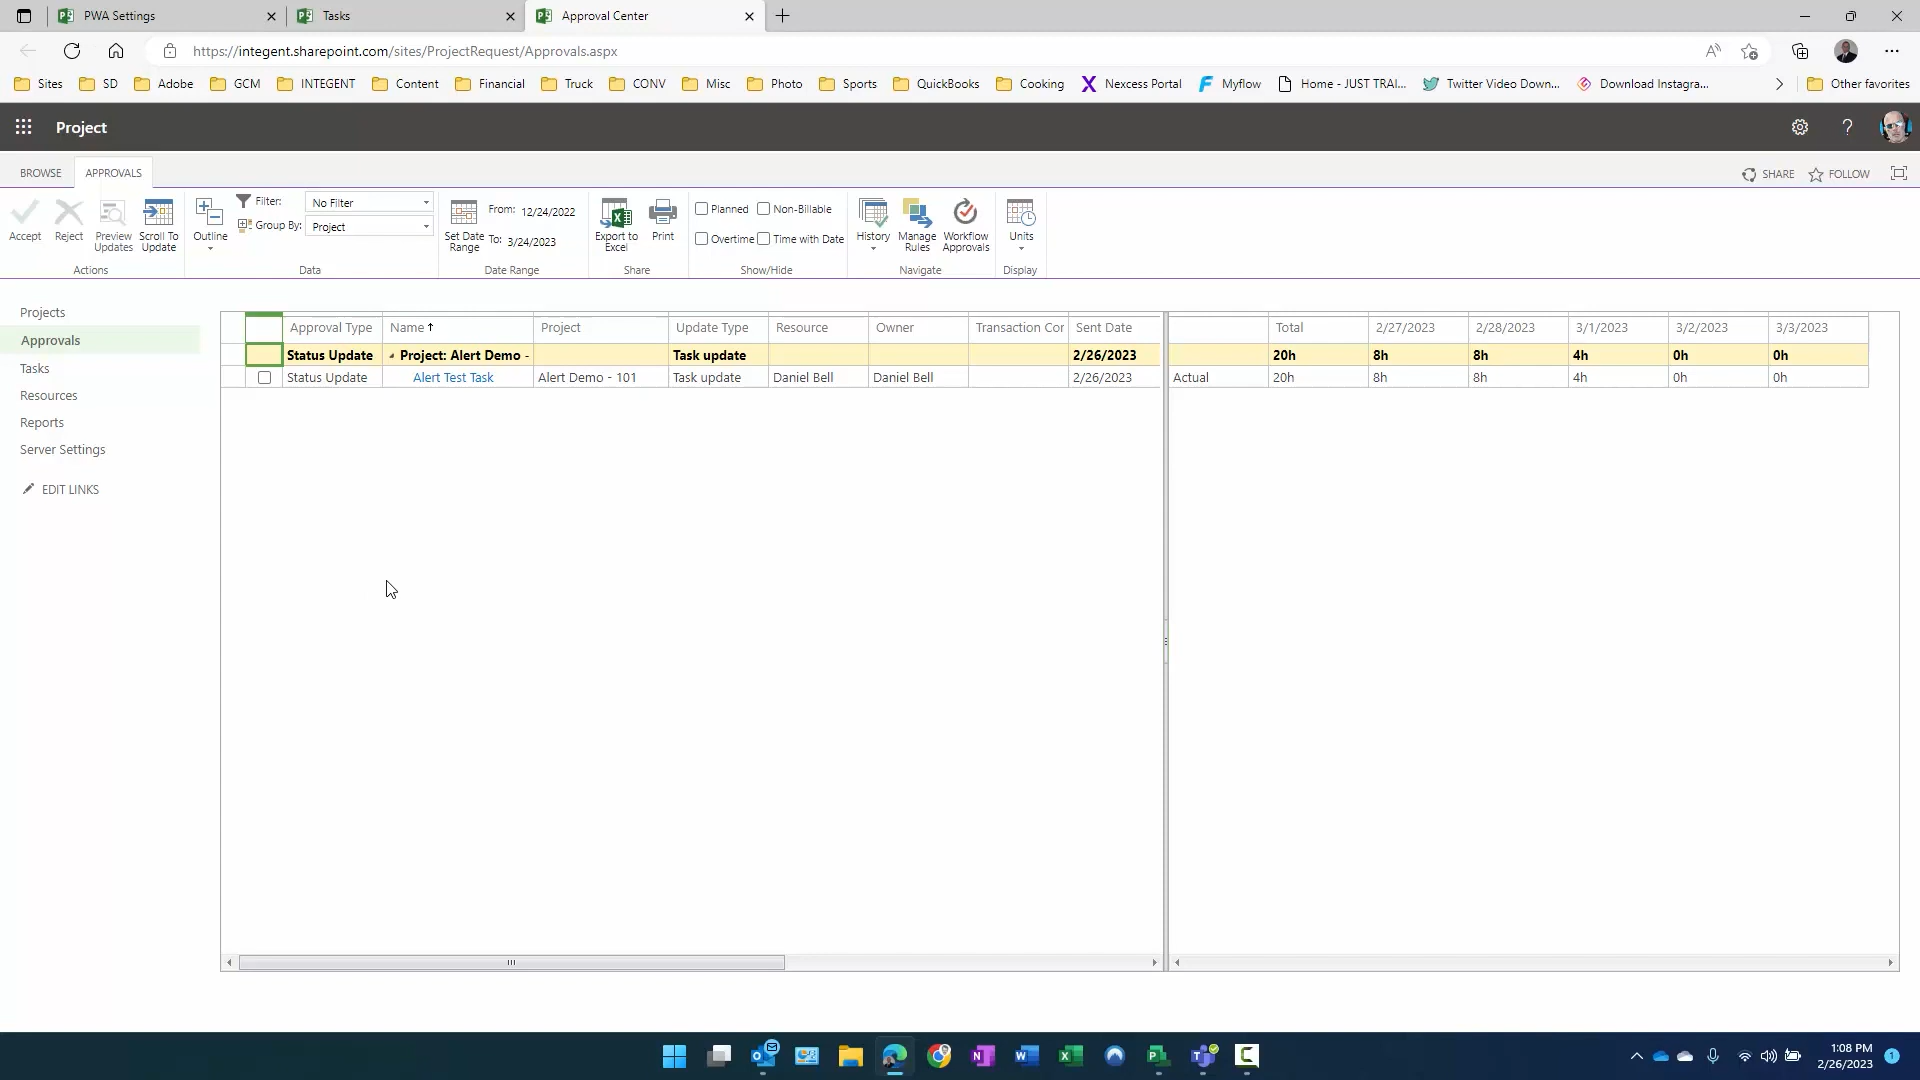 PWA Settings
Tasks
Approval Center
https://integent.sharepoint.com/sites/ProjectRequest/Approvals.aspx
Sites SD Adobe GCM INTEGENT Content Financial Truck CONV Misc Photo Sports QuickBooks Cooking Nexcess Portal Myflow Home - JUST TRAI... Twitter Video Down... Download Instagra... Other favorites
Project
BROWSE APPROVALS SHARE FOLLOW
Accept
Reject
Preview Updates
Scroll To Update
Actions
Outline
Filter: No Filter
Group By: Project
Data
Set Date Range
From: 12/24/2022
To: 3/24/2023
Date Range
Export to Excel
Print
Share
Planned Non-Billable
Overtime Time with Date
Show/Hide
History
Manage Rules
Workflow Approvals
Navigate
Units
Display
Projects
Approvals
Tasks
Resources
Reports
Server Settings
EDIT LINKS
Approval Type Name Project Update Type Resource Owner Transaction Cor Sent Date Total 2/27/2023 2/28/2023 3/1/2023 3/2/2023 3/3/2023
Status Update Project: Alert Demo - Task update 2/26/2023 20h 8h 8h 4h 0h 0h
Status Update Alert Test Task Alert Demo - 101 Task update Daniel Bell Daniel Bell 2/26/2023 Actual 20h 8h 8h 4h 0h 0h
1:08 PM
2/26/2023
1